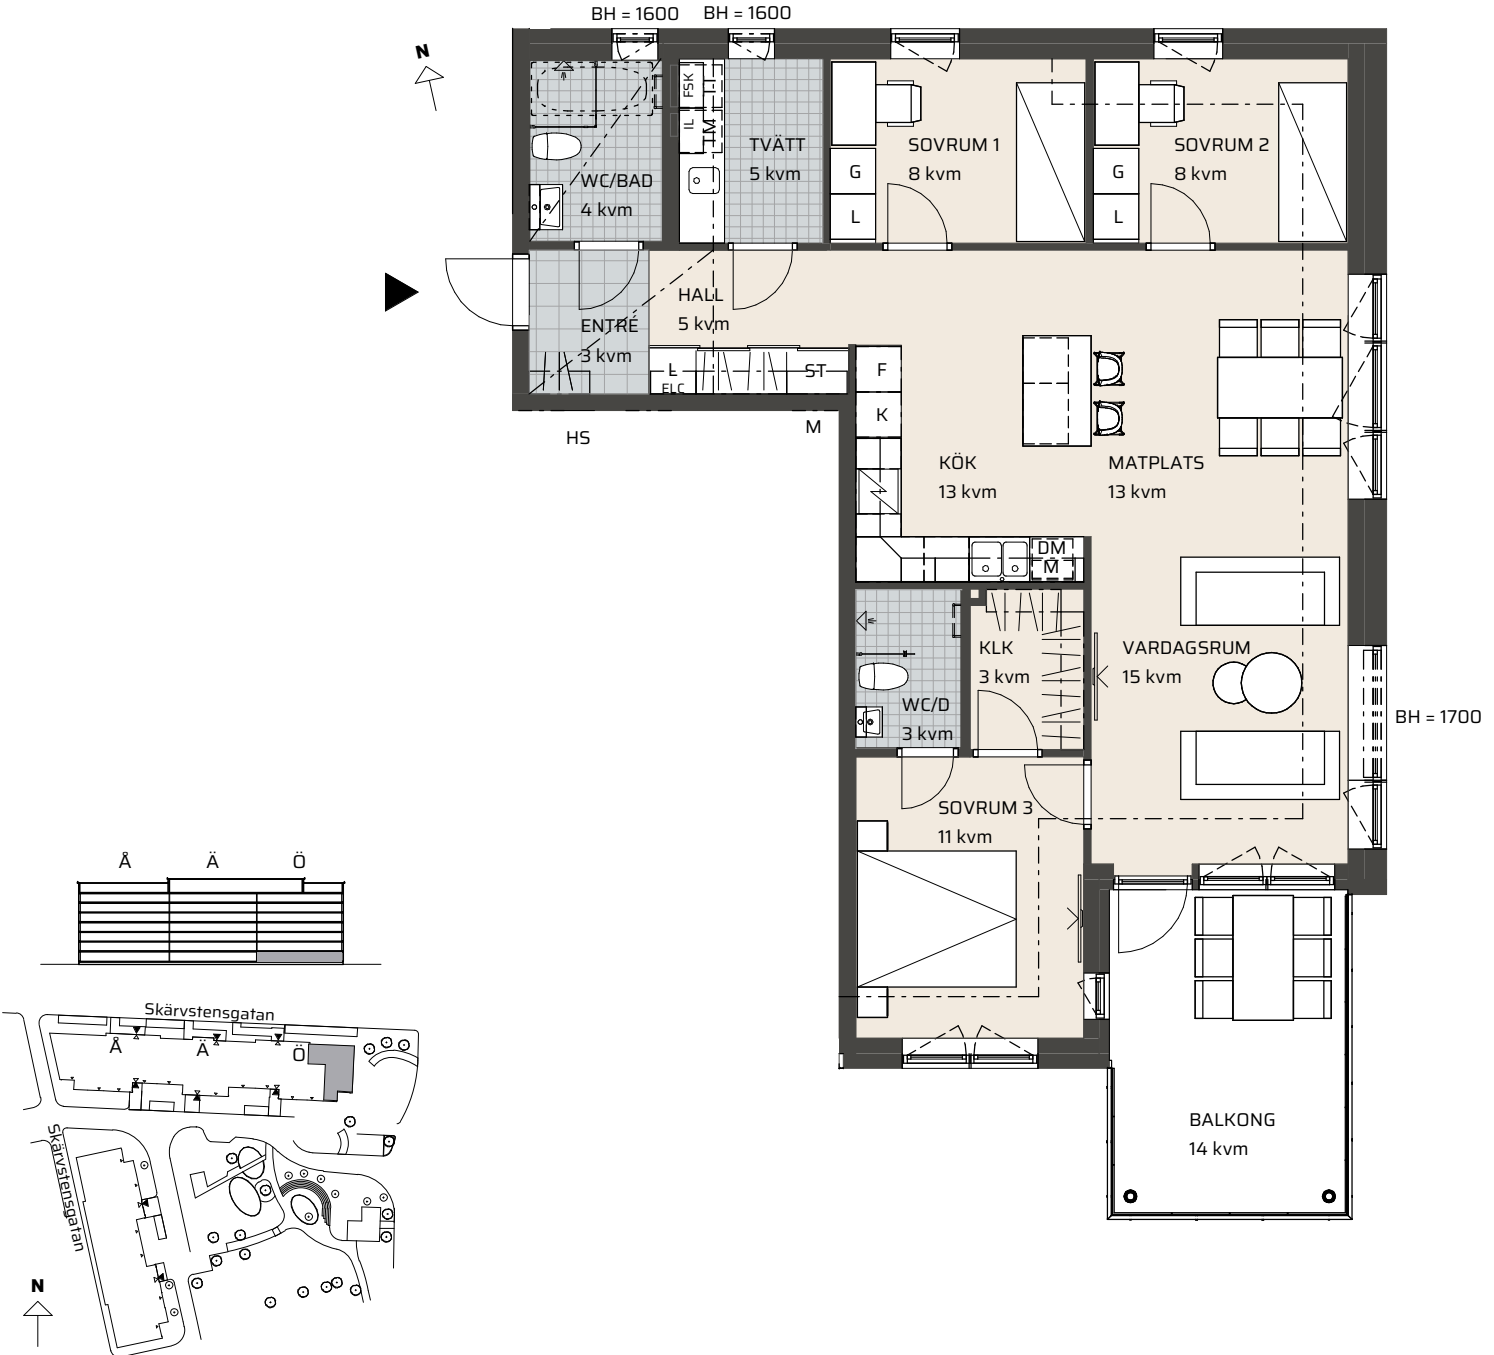 BH = 1600
BH = 1600
N
FSK
TT
IL
TM
TVÄTT
5 kvm
SOVRUM 1
8 kvm
SOVRUM 2
8 kvm
WC/BAD
4 kvm
G
L
G
L
HALL
5 kvm
ENTRÉ
3 kvm
L
ELC
ST
F
K
HS
M
KÖK
13 kvm
MATPLATS
13 kvm
DM
M
KLK
3 kvm
VARDAGSRUM
15 kvm
WC/D
3 kvm
BH = 1700
SOVRUM 3
11 kvm
BALKONG
14 kvm
Å
Ä
Ö
Skärvstensgatan
Å
Ä
Ö
Skärvstensgatan
N